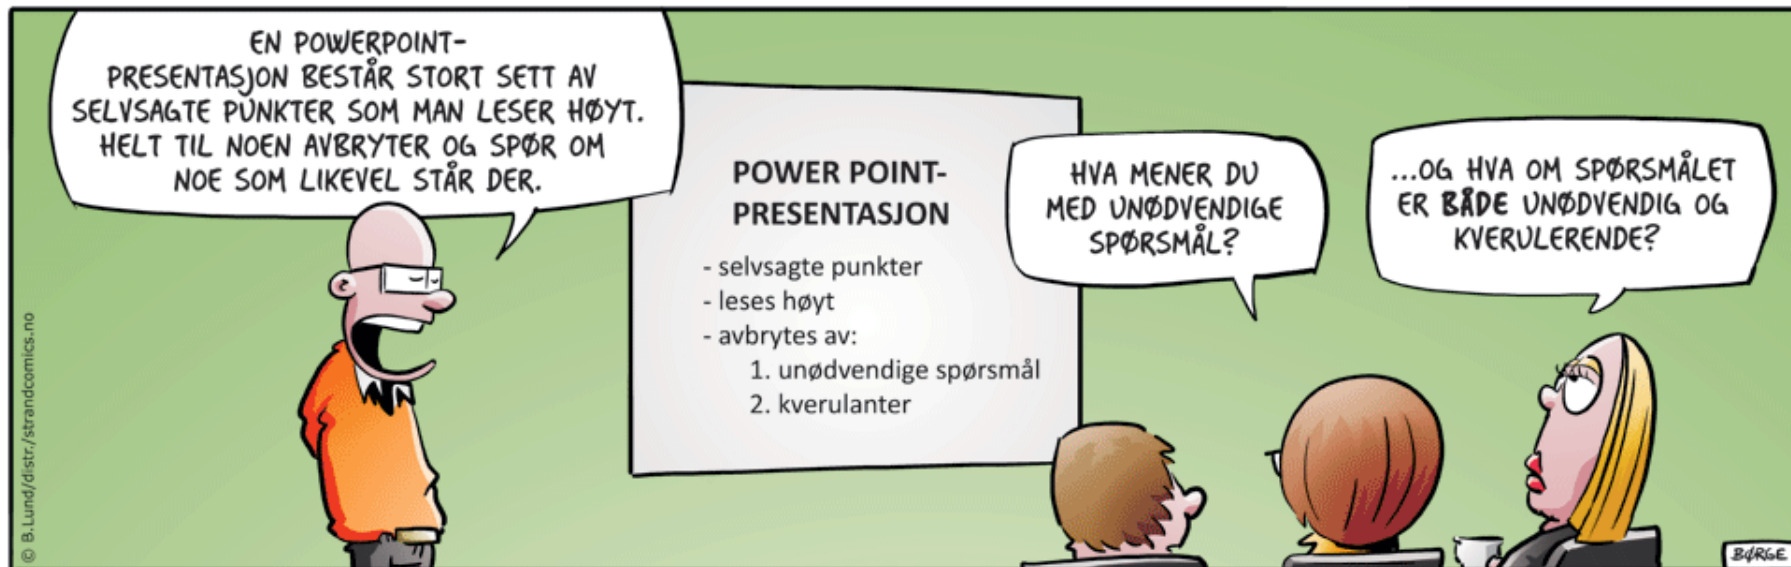 EN POWERPOINT-
PRESENTASJON BESTÅR STORT SETT AV
SELVSAGTE PUNKTER SOM MAN LESER HØYT.
HELT TIL NOEN AVBRYTER OG SPØR OM
NOE SOM LIKEVEL STÅR DER.
POWER POINT-
PRESENTASJON
- selvsagte punkter
- leses høyt
- avbrytes av:
1. unødvendige spørsmål
2. kverulanter
HVA MENER DU
MED UNØDVENDIGE
SPØRSMÅL?
...OG HVA OM SPØRSMÅLET
ER BÅDE UNØDVENDIG OG
KVERULERENDE?
© B.Lund/distr./strandcomics.no
BØRGE